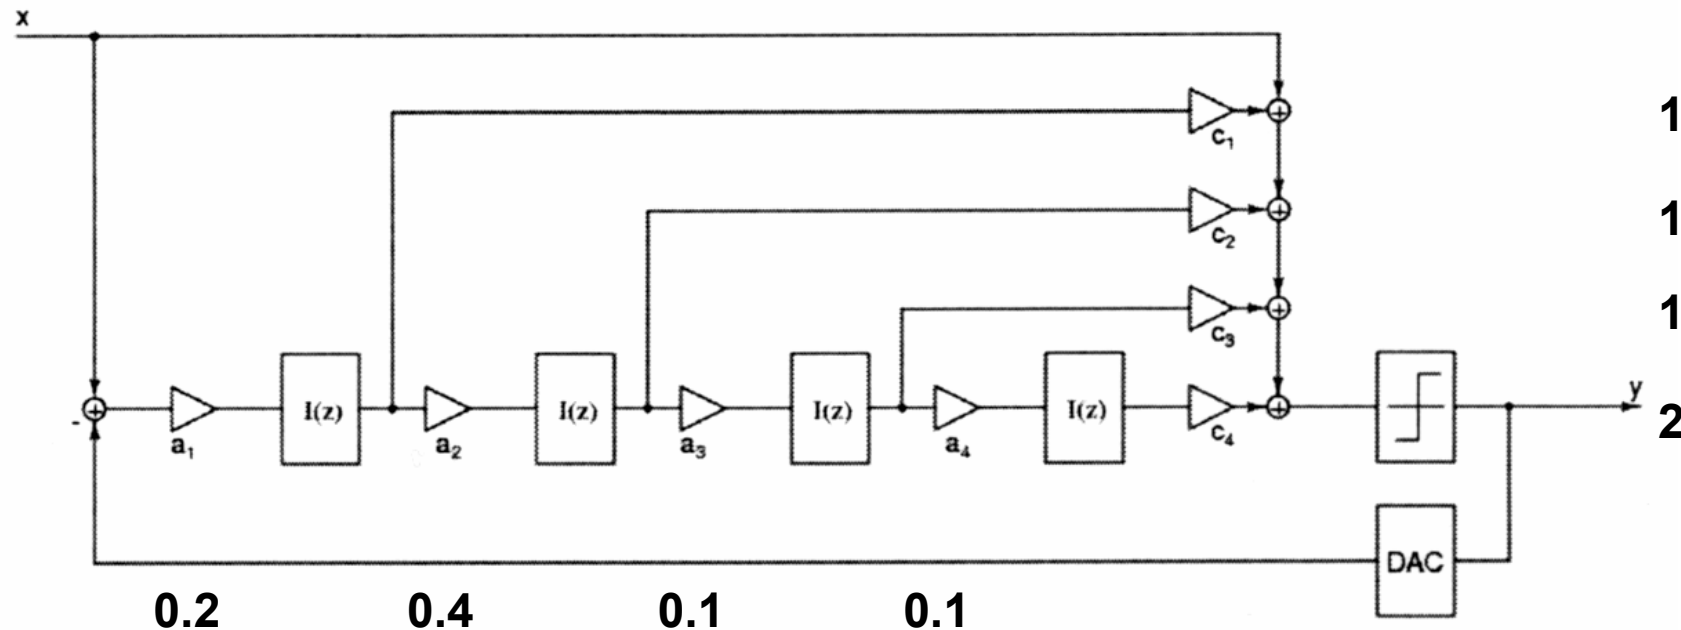 x
c₁
1
c₂
1
c₃
1
I(z)
I(z)
I(z)
I(z)
y
-
a₁
a₂
a₃
a₄
c₄
2
DAC
0.2 0.4 0.1 0.1